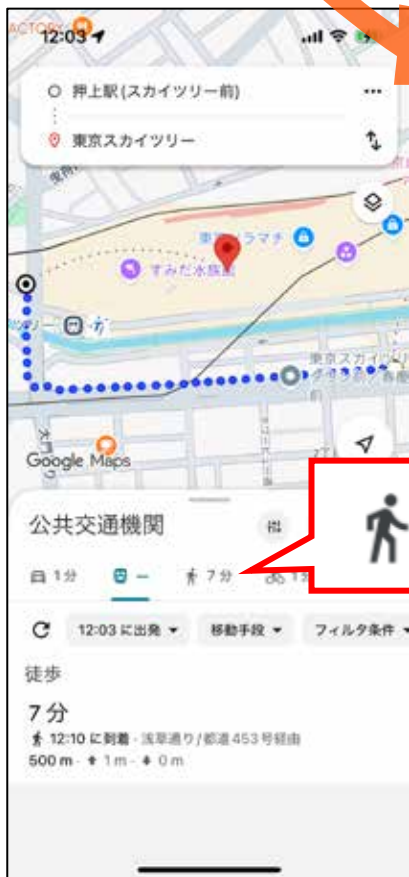 12:03
押上駅(スカイツリー前)
東京スカイツリー
すみだ水族館
Google Maps
公共交通機関
1分
7分
12:03 に出発
移動手段
フィルタ条件
徒歩
7 分
12:10 に到着 · 浅草通り/都道453号経由
500 m · 1 m · 0 m